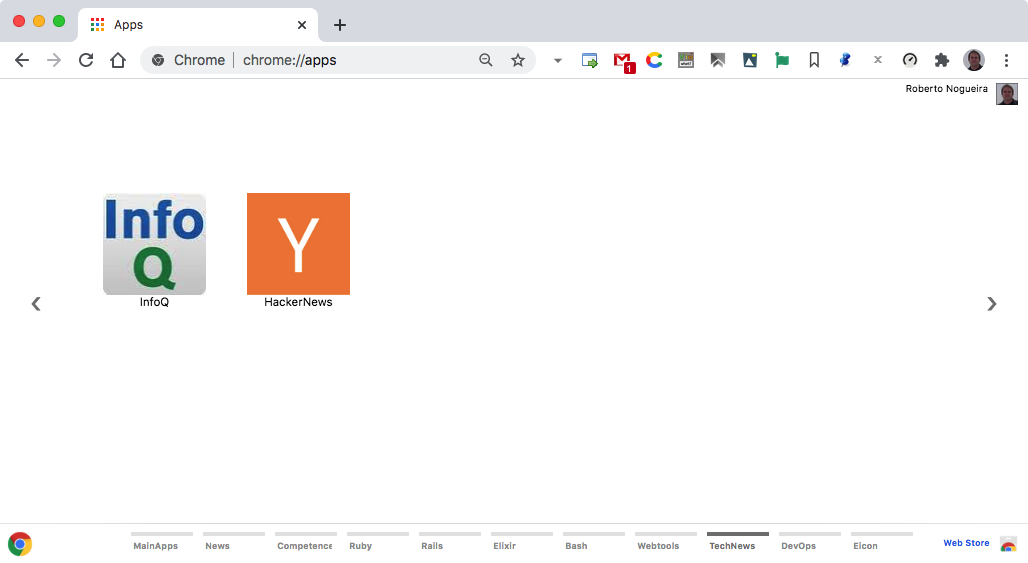 Apps
Chrome | chrome://apps
1
Roberto Nogueira
Info
Q
Y
InfoQ
HackerNews
MainApps
News
Competence
Ruby
Rails
Elixir
Bash
Webtools
TechNews
DevOps
Eicon
Web Store